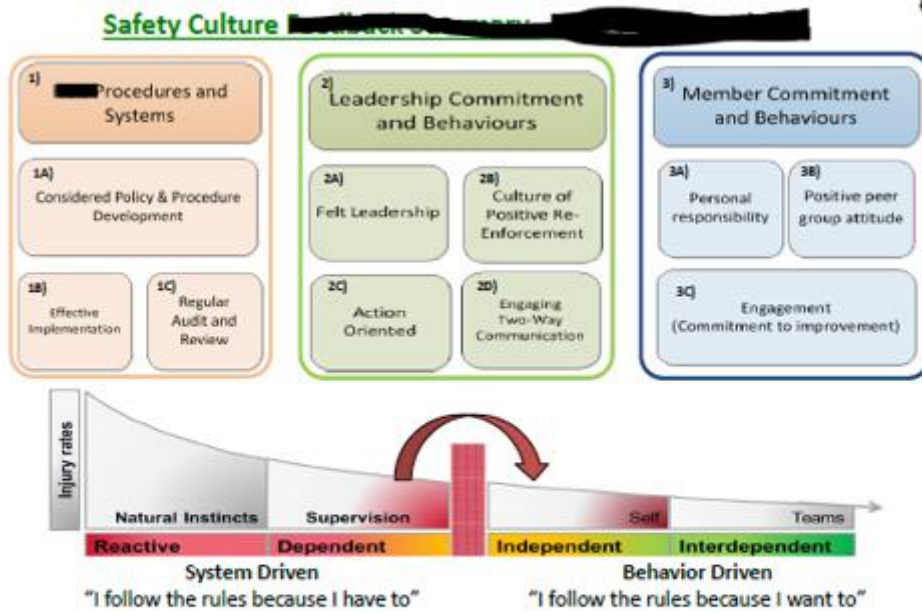 Safety Culture
1)
Procedures and
Systems
1A)
Considered Policy & Procedure
Development
1B)
Effective
Implementation
1C)
Regular
Audit and
Review
2)
Leadership Commitment
and Behaviours
2A)
Felt Leadership
2B)
Culture of
Positive Re-
Enforcement
2C)
Action
Oriented
2D)
Engaging
Two-Way
Communication
3)
Member Commitment
and Behaviours
3A)
Personal
responsibility
3B)
Positive peer
group attitude
3C)
Engagement
(Commitment to improvement)
Injury rates
Natural Instincts
Supervision
Self
Teams
Reactive
Dependent
Independent
Interdependent
System Driven
"I follow the rules because I have to"
Behavior Driven
"I follow the rules because I want to"